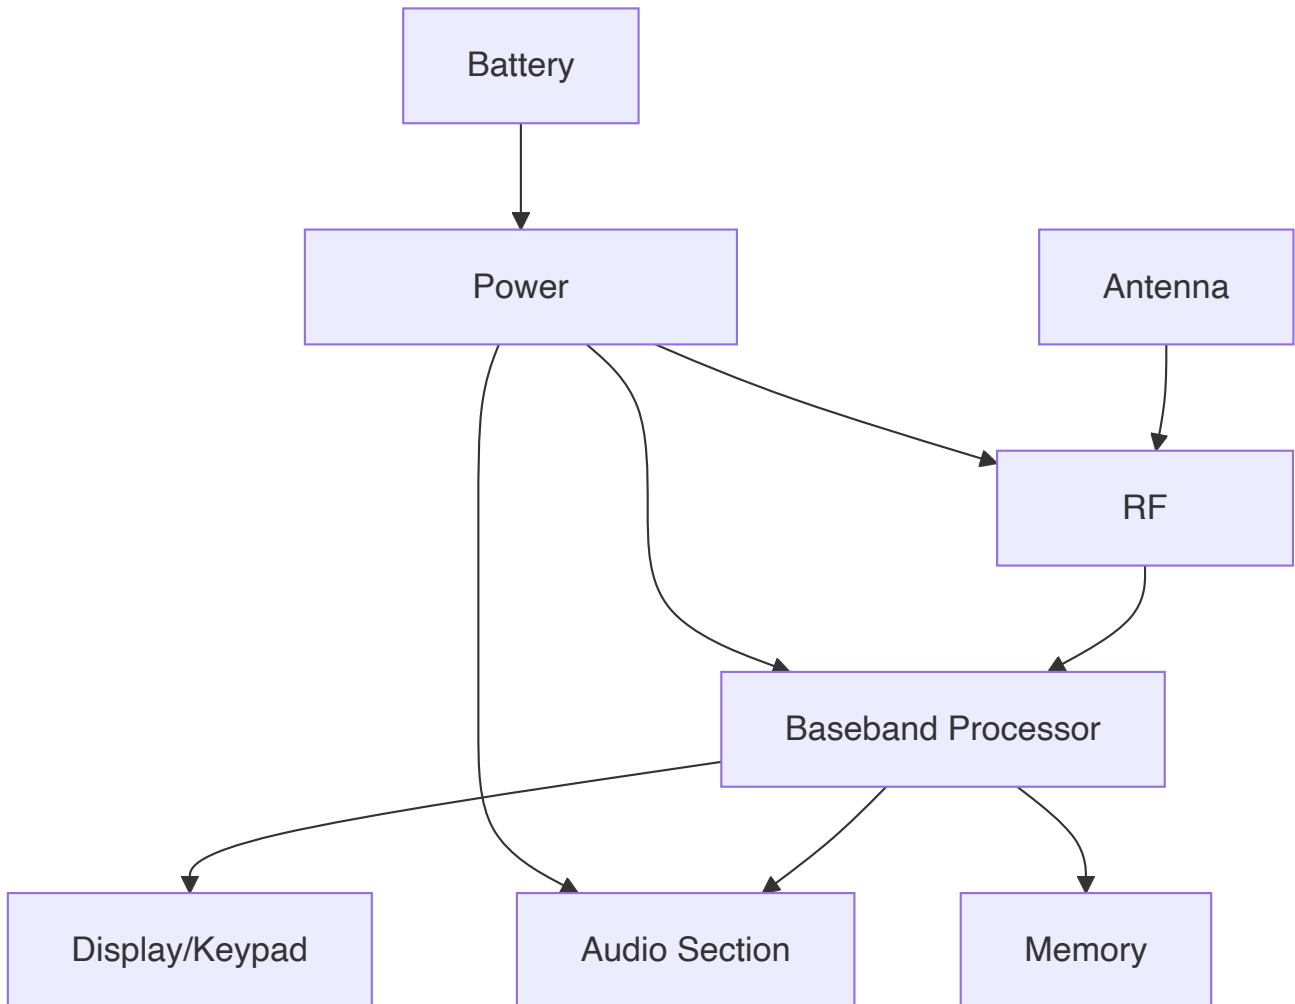 Battery
Power
Antenna
RF
Baseband Processor
Display/Keypad
Audio Section
Memory